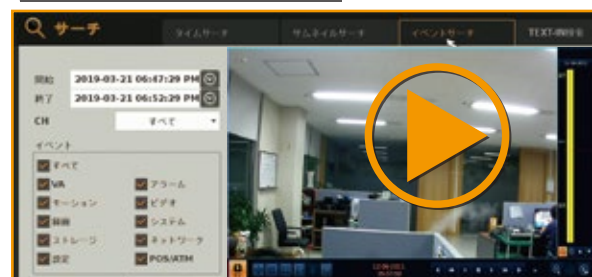 サーチ
タイムサーチ
サムネイルサーチ
イベントサーチ
開始 2019-03-21 06:47:29 PM
終了 2019-03-21 06:52:29 PM
CH すべて
イベント
すべて
VA
アラーム
モーション
ビデオ
録画
システム
ストレージ
ネットワーク
設定
POS/ATM